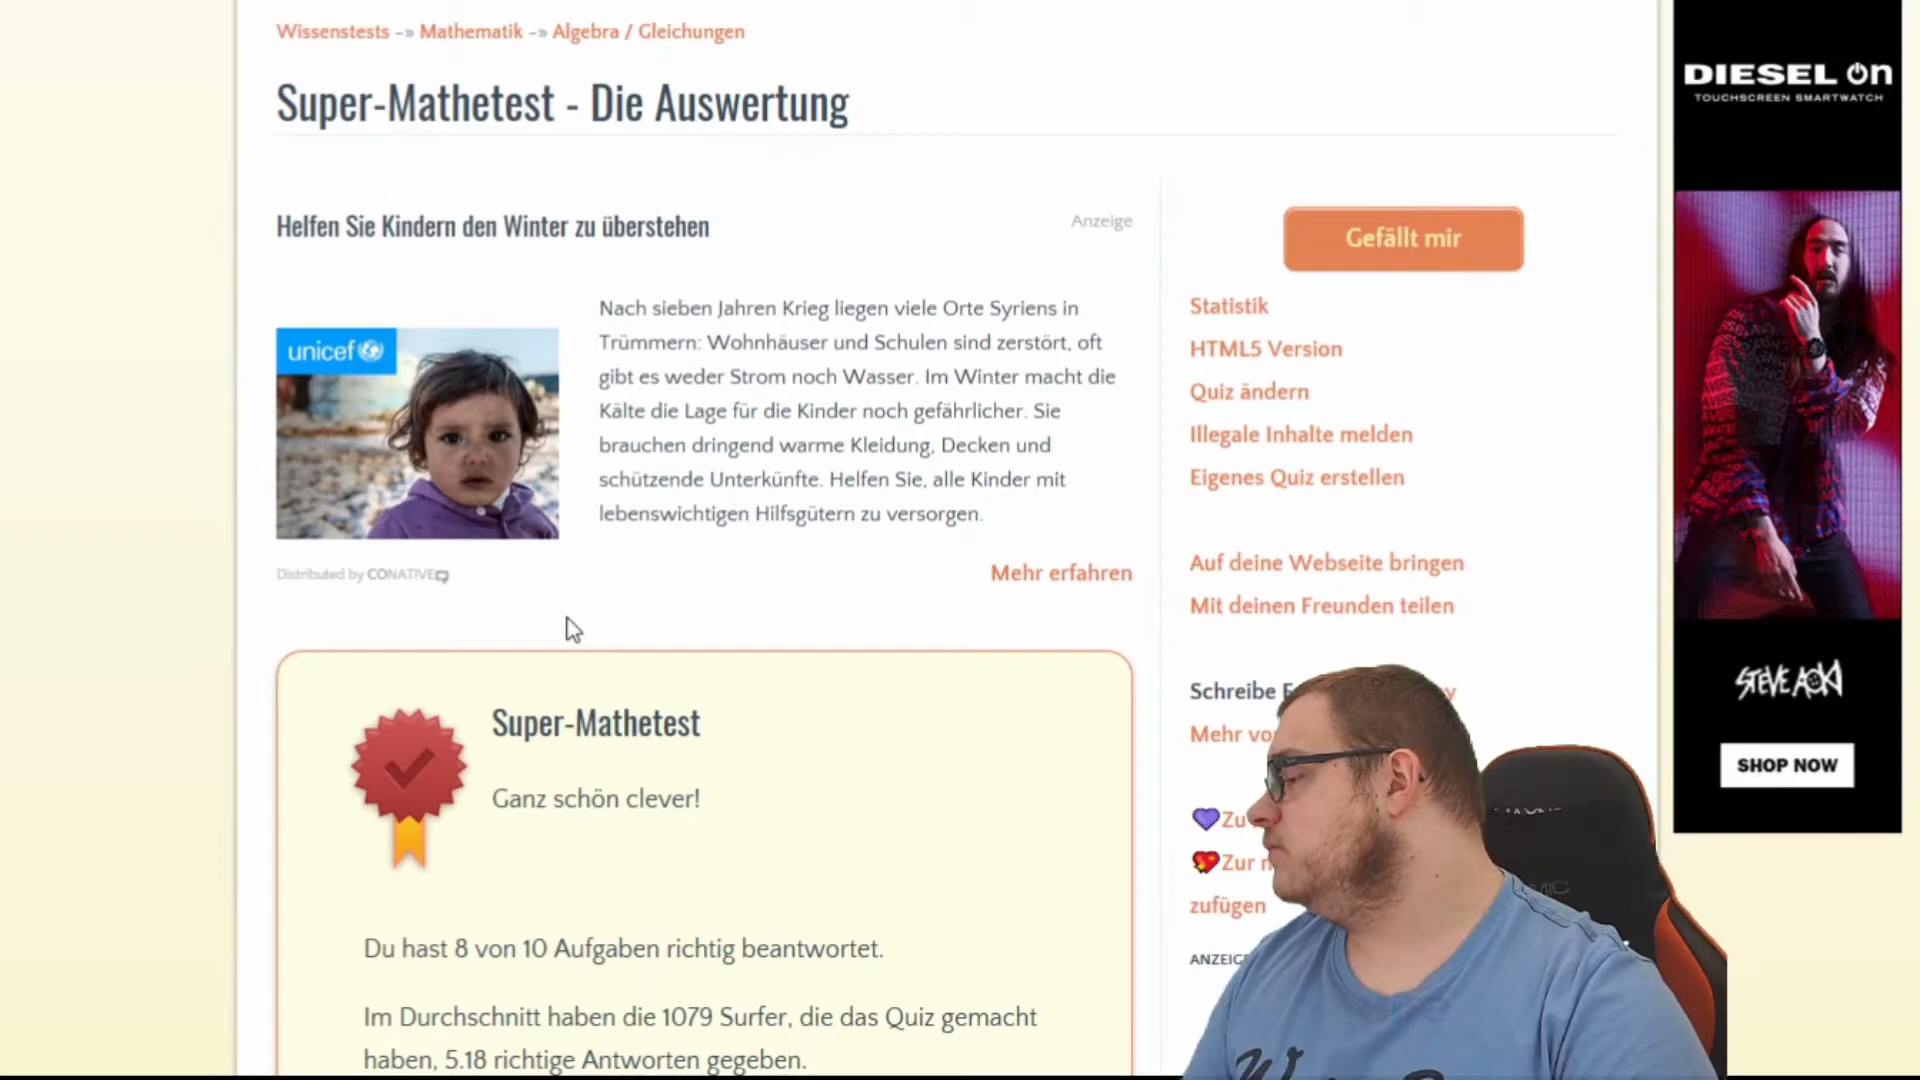 Wissenstests -» Mathematik -» Algebra / Gleichungen
Super-Mathetest - Die Auswertung
Helfen Sie Kindern den Winter zu überstehen
Anzeige
unicef
Nach sieben Jahren Krieg liegen viele Orte Syriens in
Trümmern: Wohnhäuser und Schulen sind zerstört, oft
gibt es weder Strom noch Wasser. Im Winter macht die
Kälte die Lage für die Kinder noch gefährlicher. Sie
brauchen dringend warme Kleidung, Decken und
schützende Unterkünfte. Helfen Sie, alle Kinder mit
lebenswichtigen Hilfsgütern zu versorgen.
Distributed by CONATIVE
Mehr erfahren
Super-Mathetest
Ganz schön clever!
Du hast 8 von 10 Aufgaben richtig beantwortet.
Im Durchschnitt haben die 1079 Surfer, die das Quiz gemacht
haben, 5.18 richtige Antworten gegeben.
Gefällt mir
Statistik
HTML5 Version
Quiz ändern
Illegale Inhalte melden
Eigenes Quiz erstellen
Auf deine Webseite bringen
Mit deinen Freunden teilen
Schreibe
Mehr
Zu
Zur
zufügen
DIESEL On
TOUCHSCREEN SMARTWATCH
STEVE AOKI
SHOP NOW